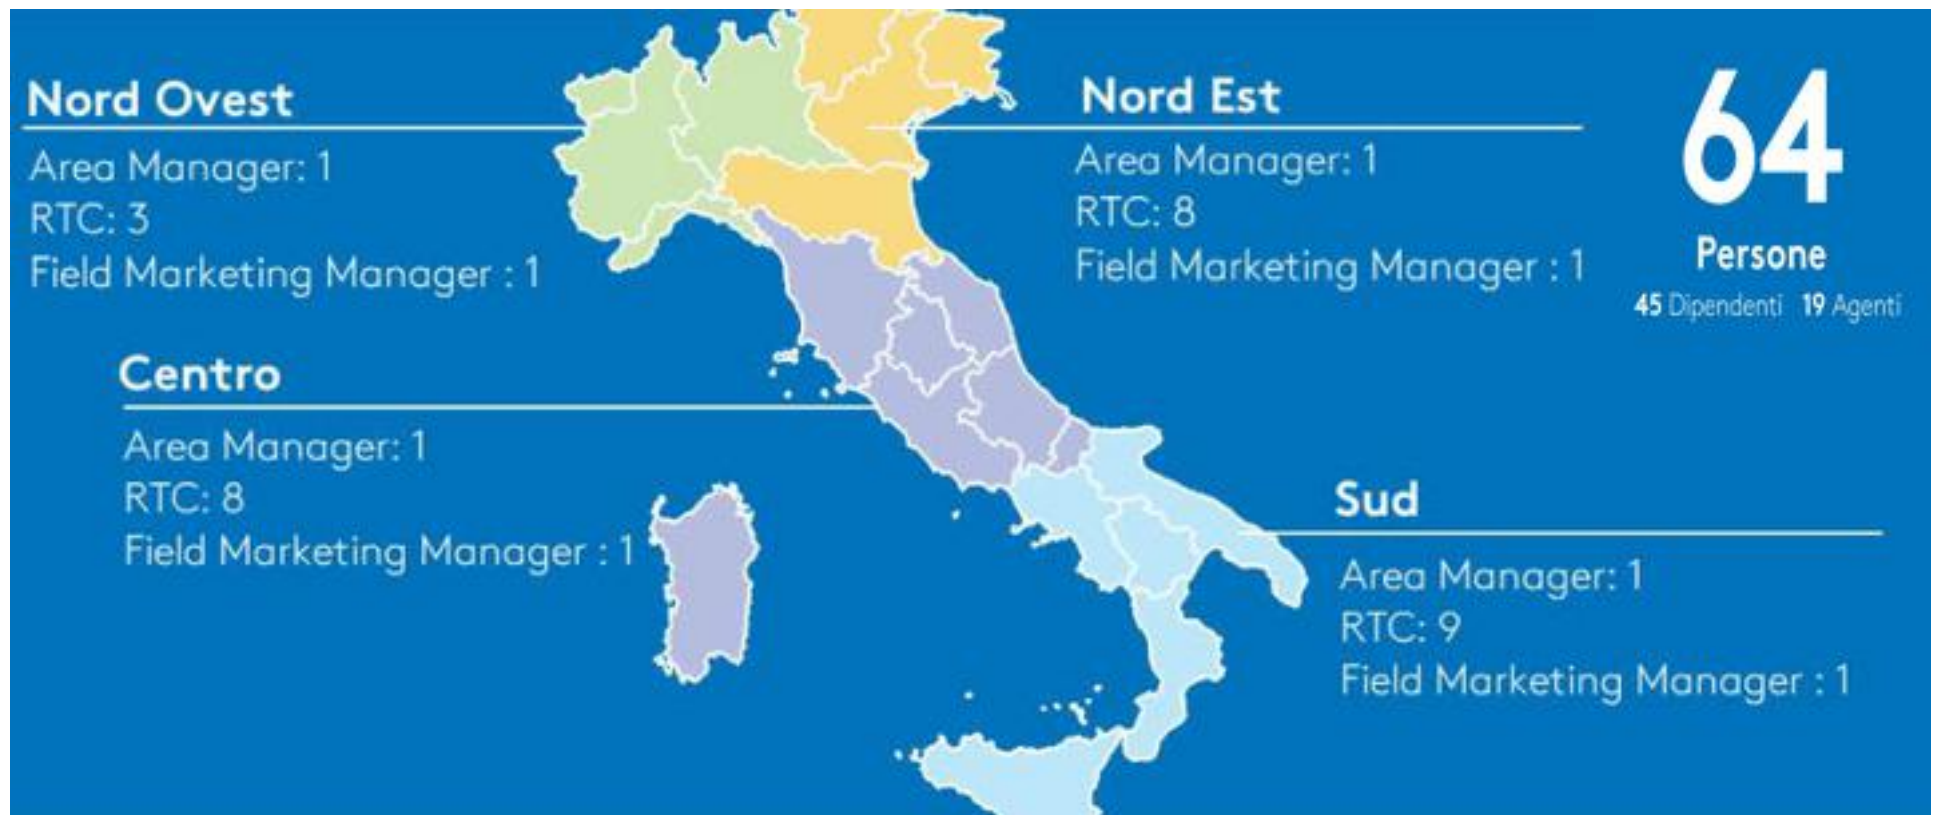 Nord Ovest
Area Manager: 1
RTC: 3
Field Marketing Manager : 1
Nord Est
Area Manager: 1
RTC: 8
Field Marketing Manager : 1
64
Persone
45 Dipendenti 19 Agenti
Centro
Area Manager: 1
RTC: 8
Field Marketing Manager : 1
Sud
Area Manager: 1
RTC: 9
Field Marketing Manager : 1